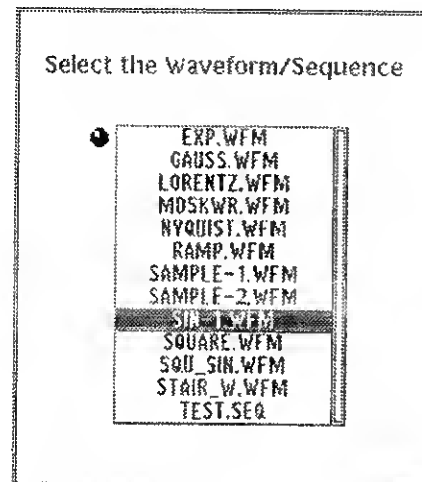 Select the Waveform/Sequence
EXP.WFM
GAUSS.WFM
LORENTZ.WFM
MDSKWR.WFM
NYQUIST.WFM
RAMP.WFM
SAMPLE-1.WFM
SAMPLE-2.WFM
SIN-1.WFM
SQUARE.WFM
SQU_SIN.WFM
STAIR_W.WFM
TEST.SEQ